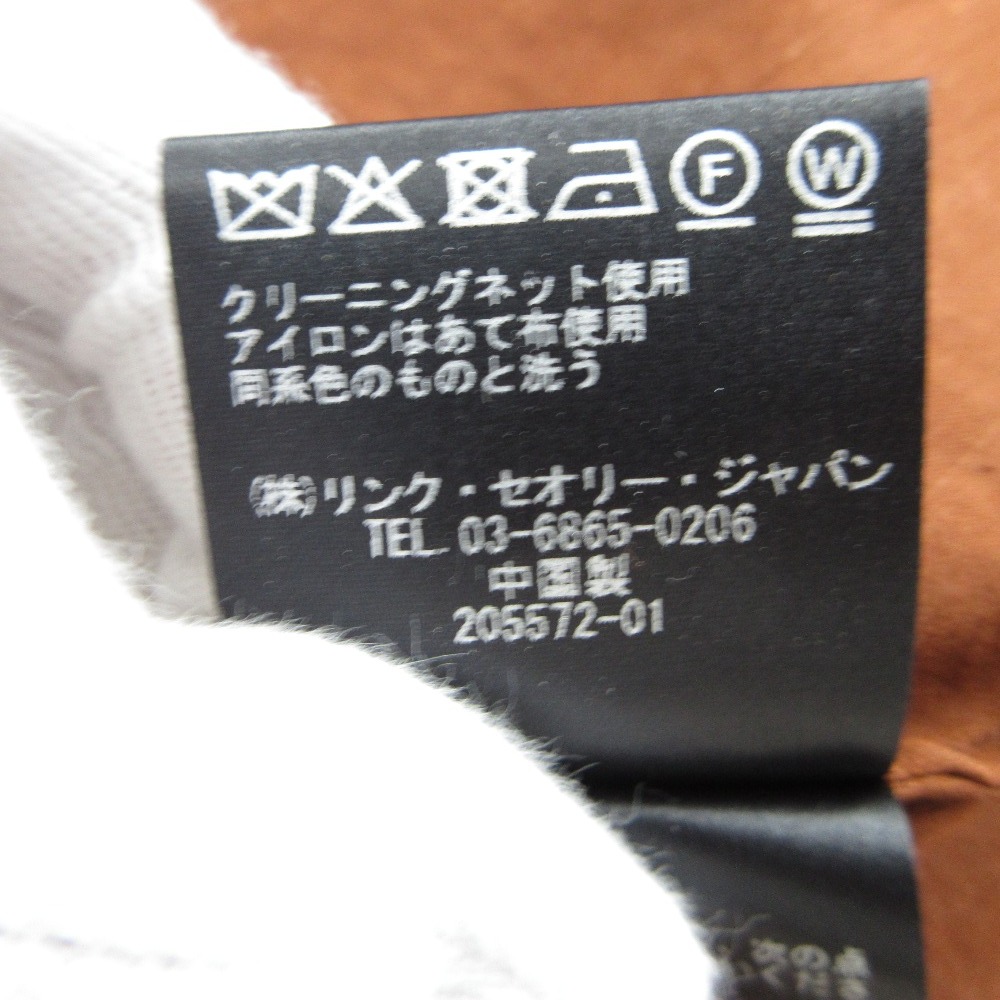 F W
クリーニングネット使用
アイロンはあて布使用
同系色のものと洗う
(株)リンク・セオリー・ジャパン
TEL. 03-6865-0206
中国製
205572-01